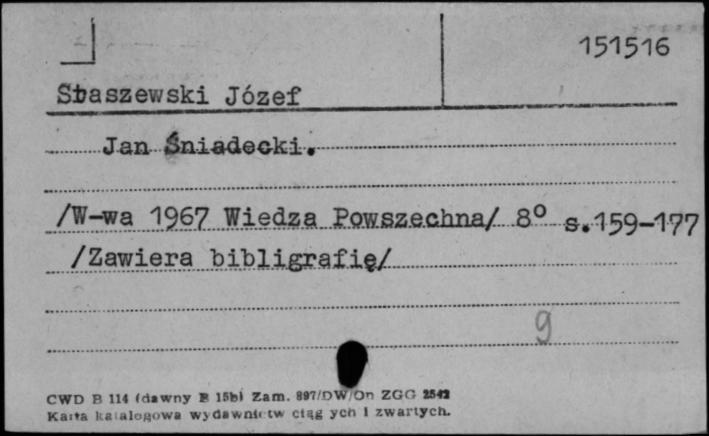 151516
Staszewski Józef
Jan Śniadecki.
/W-wa 1967 Wiedza Powszechna/ 8° s.159-177
/Zawiera bibligrafię/
9
CWD B 114 (dawny B 15b) Zam. 897/DW/On ZGG 2542
Karta katalogowa wydawnictw ciąg ych i zwartych.